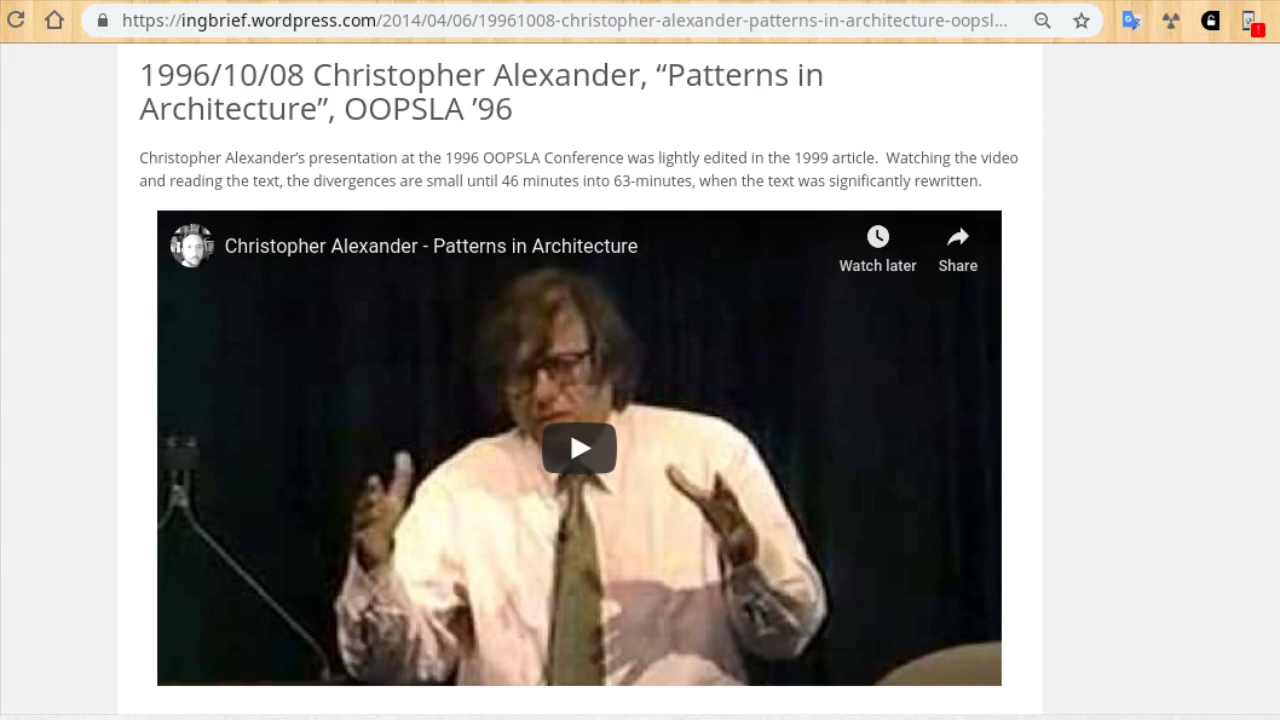 https://ingbrief.wordpress.com/2014/04/06/19961008-christopher-alexander-patterns-in-architecture-oopsl...
1996/10/08 Christopher Alexander, “Patterns in
Architecture”, OOPSLA ’96
Christopher Alexander’s presentation at the 1996 OOPSLA Conference was lightly edited in the 1999 article.  Watching the video
and reading the text, the divergences are small until 46 minutes into 63-minutes, when the text was significantly rewritten.
Christopher Alexander - Patterns in Architecture
Watch later
Share